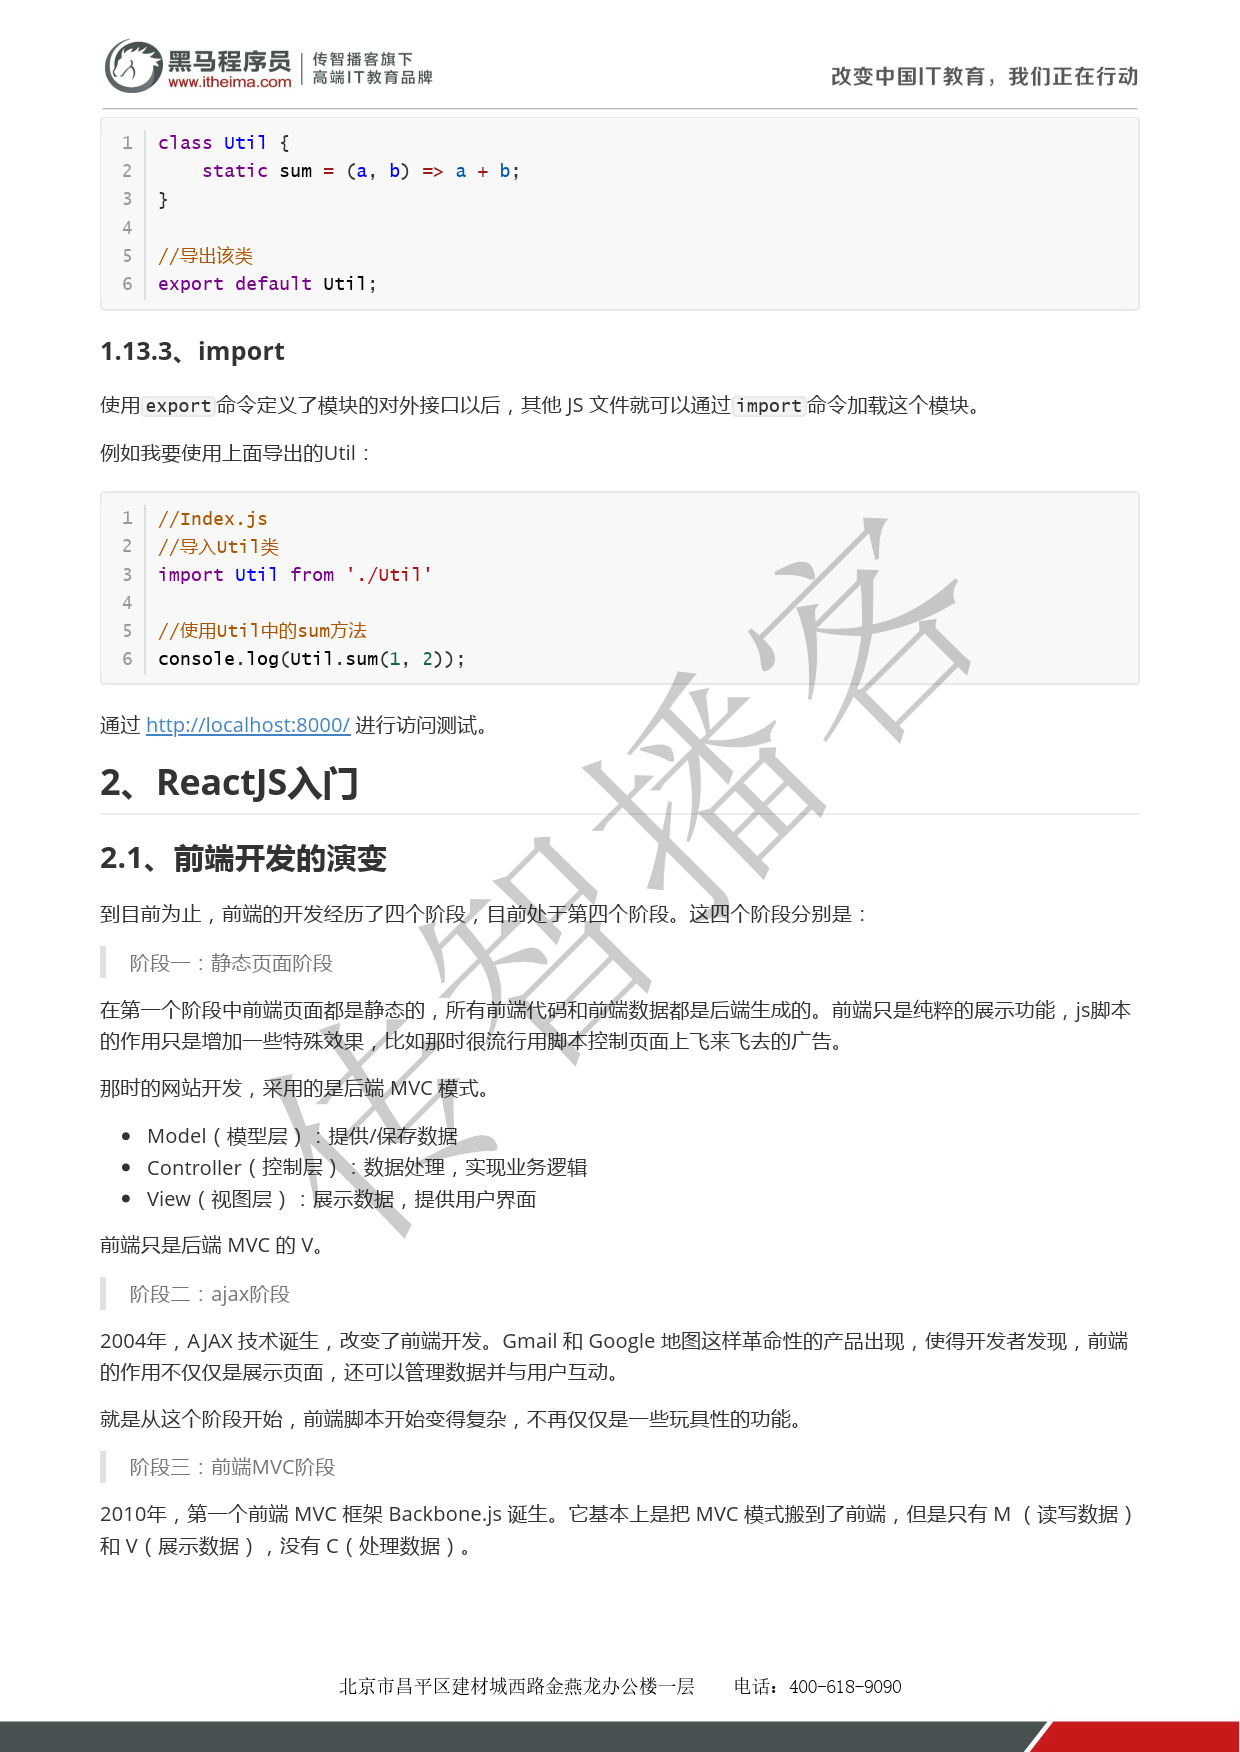 黑马程序员
www.itheima.com
传智播客旗下
高端IT教育品牌
改变中国IT教育，我们正在行动
1 class Util {
2     static sum = (a, b) => a + b;
3 }
4
5 //导出该类
6 export default Util;
1.13.3、import
使用export命令定义了模块的对外接口以后，其他 JS 文件就可以通过import命令加载这个模块。
例如我要使用上面导出的Util：
1 //Index.js
2 //导入Util类
3 import Util from './Util'
4
5 //使用Util中的sum方法
6 console.log(Util.sum(1, 2));
通过 http://localhost:8000/ 进行访问测试。
2、ReactJS入门
2.1、前端开发的演变
到目前为止，前端的开发经历了四个阶段，目前处于第四个阶段。这四个阶段分别是：
阶段一：静态页面阶段
在第一个阶段中前端页面都是静态的，所有前端代码和前端数据都是后端生成的。前端只是纯粹的展示功能，js脚本
的作用只是增加一些特殊效果，比如那时很流行用脚本控制页面上飞来飞去的广告。
那时的网站开发，采用的是后端 MVC 模式。
• Model（模型层）：提供/保存数据
• Controller（控制层）：数据处理，实现业务逻辑
• View（视图层）：展示数据，提供用户界面
前端只是后端 MVC 的 V。
阶段二：ajax阶段
2004年，AJAX 技术诞生，改变了前端开发。Gmail 和 Google 地图这样革命性的产品出现，使得开发者发现，前端
的作用不仅仅是展示页面，还可以管理数据并与用户互动。
就是从这个阶段开始，前端脚本开始变得复杂，不再仅仅是一些玩具性的功能。
阶段三：前端MVC阶段
2010年，第一个前端 MVC 框架 Backbone.js 诞生。它基本上是把 MVC 模式搬到了前端，但是只有 M （读写数据）
和 V（展示数据），没有 C（处理数据）。
传智播客
北京市昌平区建材城西路金燕龙办公楼一层 电话：400-618-9090